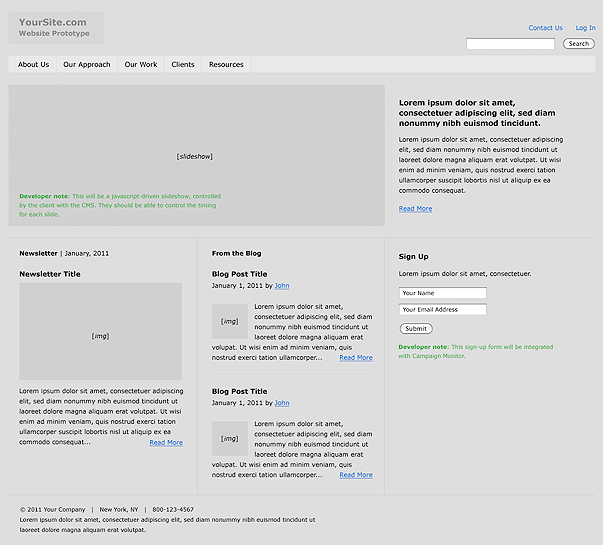 YourSite.com
Website Prototype
Contact Us Log In
Search
About Us Our Approach Our Work Clients Resources
[slideshow]
Developer note: This will be a javascript-driven slideshow, controlled
by the client with the CMS. They should be able to control the timing
for each slide.
Lorem ipsum dolor sit amet,
consectetuer adipiscing elit, sed diam
nonummy nibh euismod tincidunt.
Lorem ipsum dolor sit amet, consectetuer adipiscing
elit, sed diam nonummy nibh euismod tincidunt ut
laoreet dolore magna aliquam erat volutpat. Ut wisi
enim ad minim veniam, quis nostrud exerci tation
ullamcorper suscipit lobortis nisl ut aliquip ex ea
commodo consequat.
Read More
Newsletter | January, 2011
Newsletter Title
[img]
Lorem ipsum dolor sit amet, consectetuer adipiscing
elit, sed diam nonummy nibh euismod tincidunt ut
laoreet dolore magna aliquam erat volutpat. Ut wisi
enim ad minim veniam, quis nostrud exerci tation
ullamcorper suscipit lobortis nisl ut aliquip ex ea
commodo consequat... Read More
From the Blog
Blog Post Title
January 1, 2011 by John
[img]
Lorem ipsum dolor sit amet,
consectetuer adipiscing elit, sed diam
nonummy nibh euismod tincidunt ut
laoreet dolore magna aliquam erat
volutpat. Ut wisi enim ad minim veniam, quis
nostrud exerci tation ullamcorper... Read More
Blog Post Title
January 1, 2011 by John
[img]
Lorem ipsum dolor sit amet,
consectetuer adipiscing elit, sed diam
nonummy nibh euismod tincidunt ut
laoreet dolore magna aliquam erat
volutpat. Ut wisi enim ad minim veniam, quis
nostrud exerci tation ullamcorper... Read More
Sign Up
Lorem ipsum dolor sit amet, consectetuer.
Your Name
Your Email Address
Submit
Developer note: This sign-up form will be integrated
with Campaign Monitor.
© 2011 Your Company | New York, NY | 800-123-4567
Lorem ipsum dolor sit amet, consectetuer adipiscing elit, sed diam nonummy nibh euismod tincidunt ut
laoreet dolore magna aliquam erat volutpat.